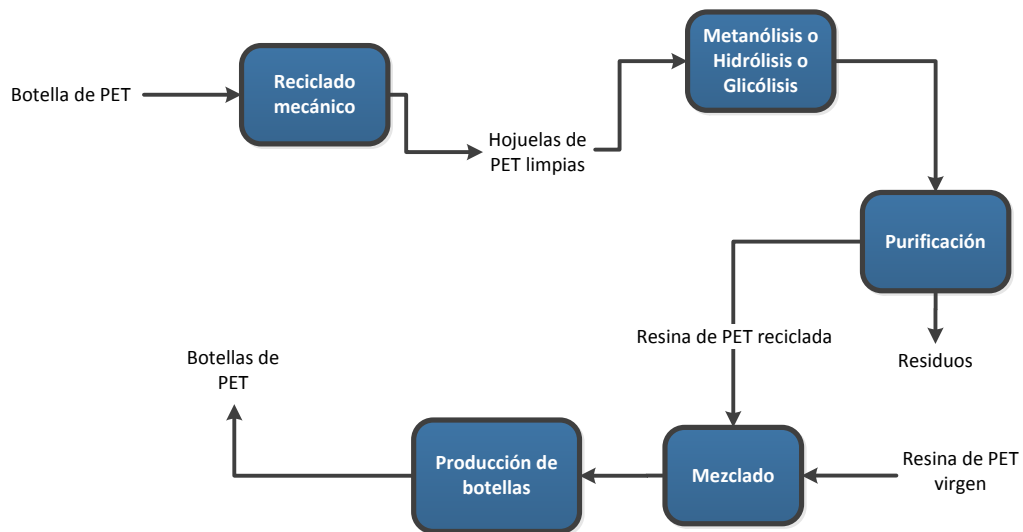 Botella de PET
Reciclado
mecánico
Hojuelas de
PET limpias
Metanólisis o
Hidrólisis o
Glicólisis
Purificación
Residuos
Resina de PET reciclada
Resina de PET
virgen
Mezclado
Producción de
botellas
Botellas de
PET